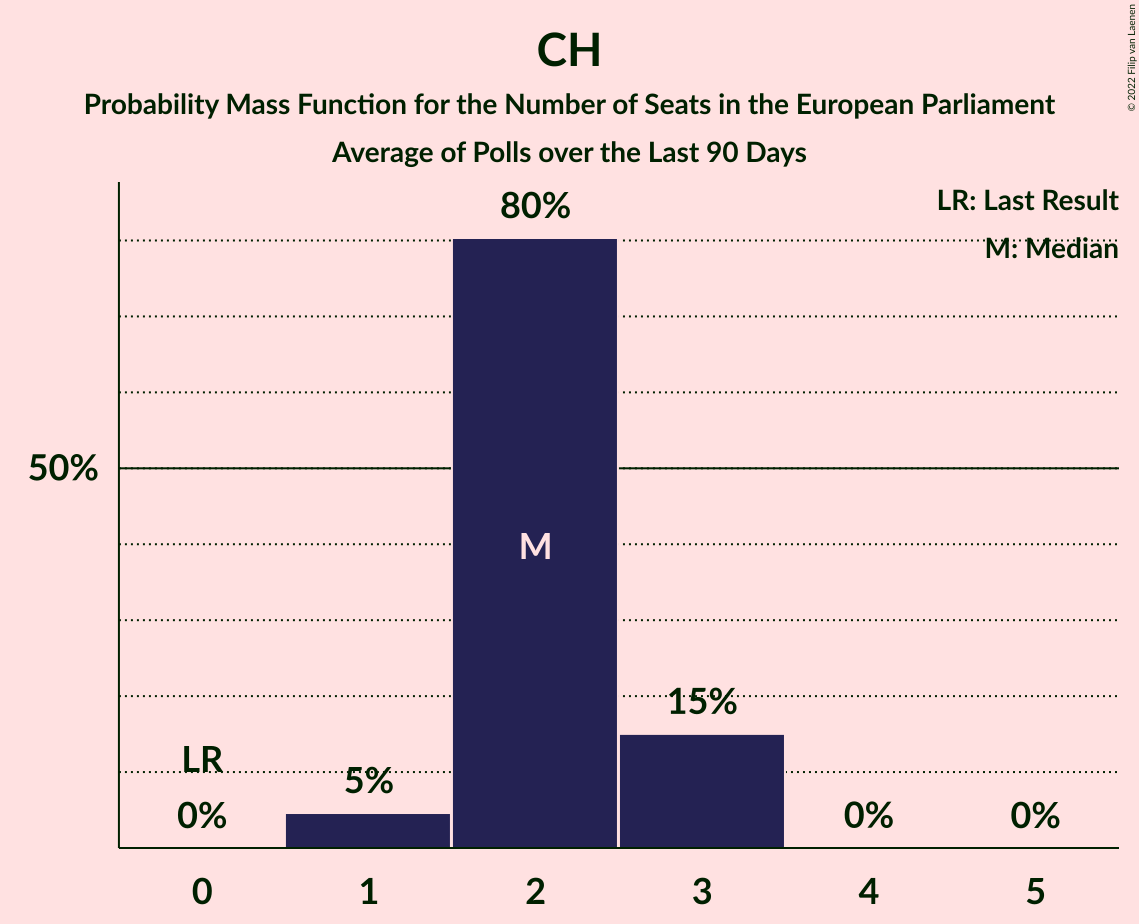 CH
Probability Mass Function for the Number of Seats in the European Parliament
Average of Polls over the Last 90 Days
© 2022 Filip van Laenen
LR: Last Result
M: Median
80%
50%
M
15%
LR
5%
0%
0%
0%
0 1 2 3 4 5